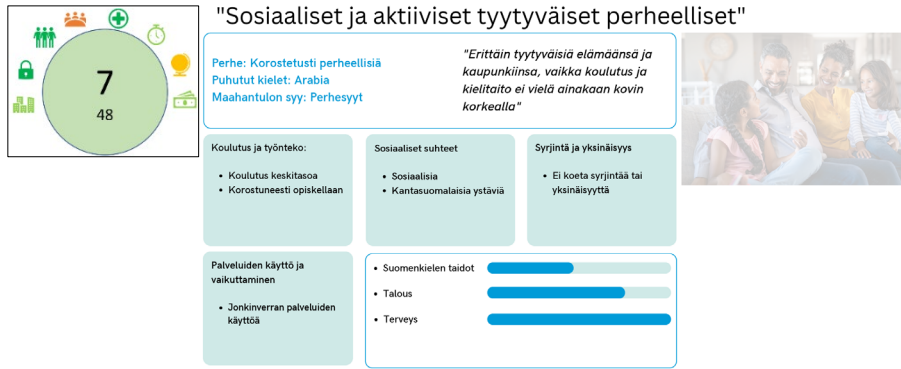 "Sosiaaliset ja aktiiviset tyytyväiset perheelliset"
7
48
Perhe: Korostetusti perheellisiä
Puhutut kielet: Arabia
Maahantulon syy: Perhesyyt
"Erittäin tyytyväisiä elämäänsä ja
kaupunkiinsa, vaikka koulutus ja
kielitaito ei vielä ainakaan kovin
korkealla"
Koulutus ja työnteko:
• Koulutus keskitasoa
• Korostuneesti opiskellaan
Sosiaaliset suhteet
• Sosiaalisia
• Kantasuomalaisia ystäviä
Syrjintä ja yksinäisyys
• Ei koeta syrjintää tai
yksinäisyyttä
Palveluiden käyttö ja
vaikuttaminen
• Jonkinverran palveluiden
käyttöä
• Suomenkielen taidot
• Talous
• Terveys